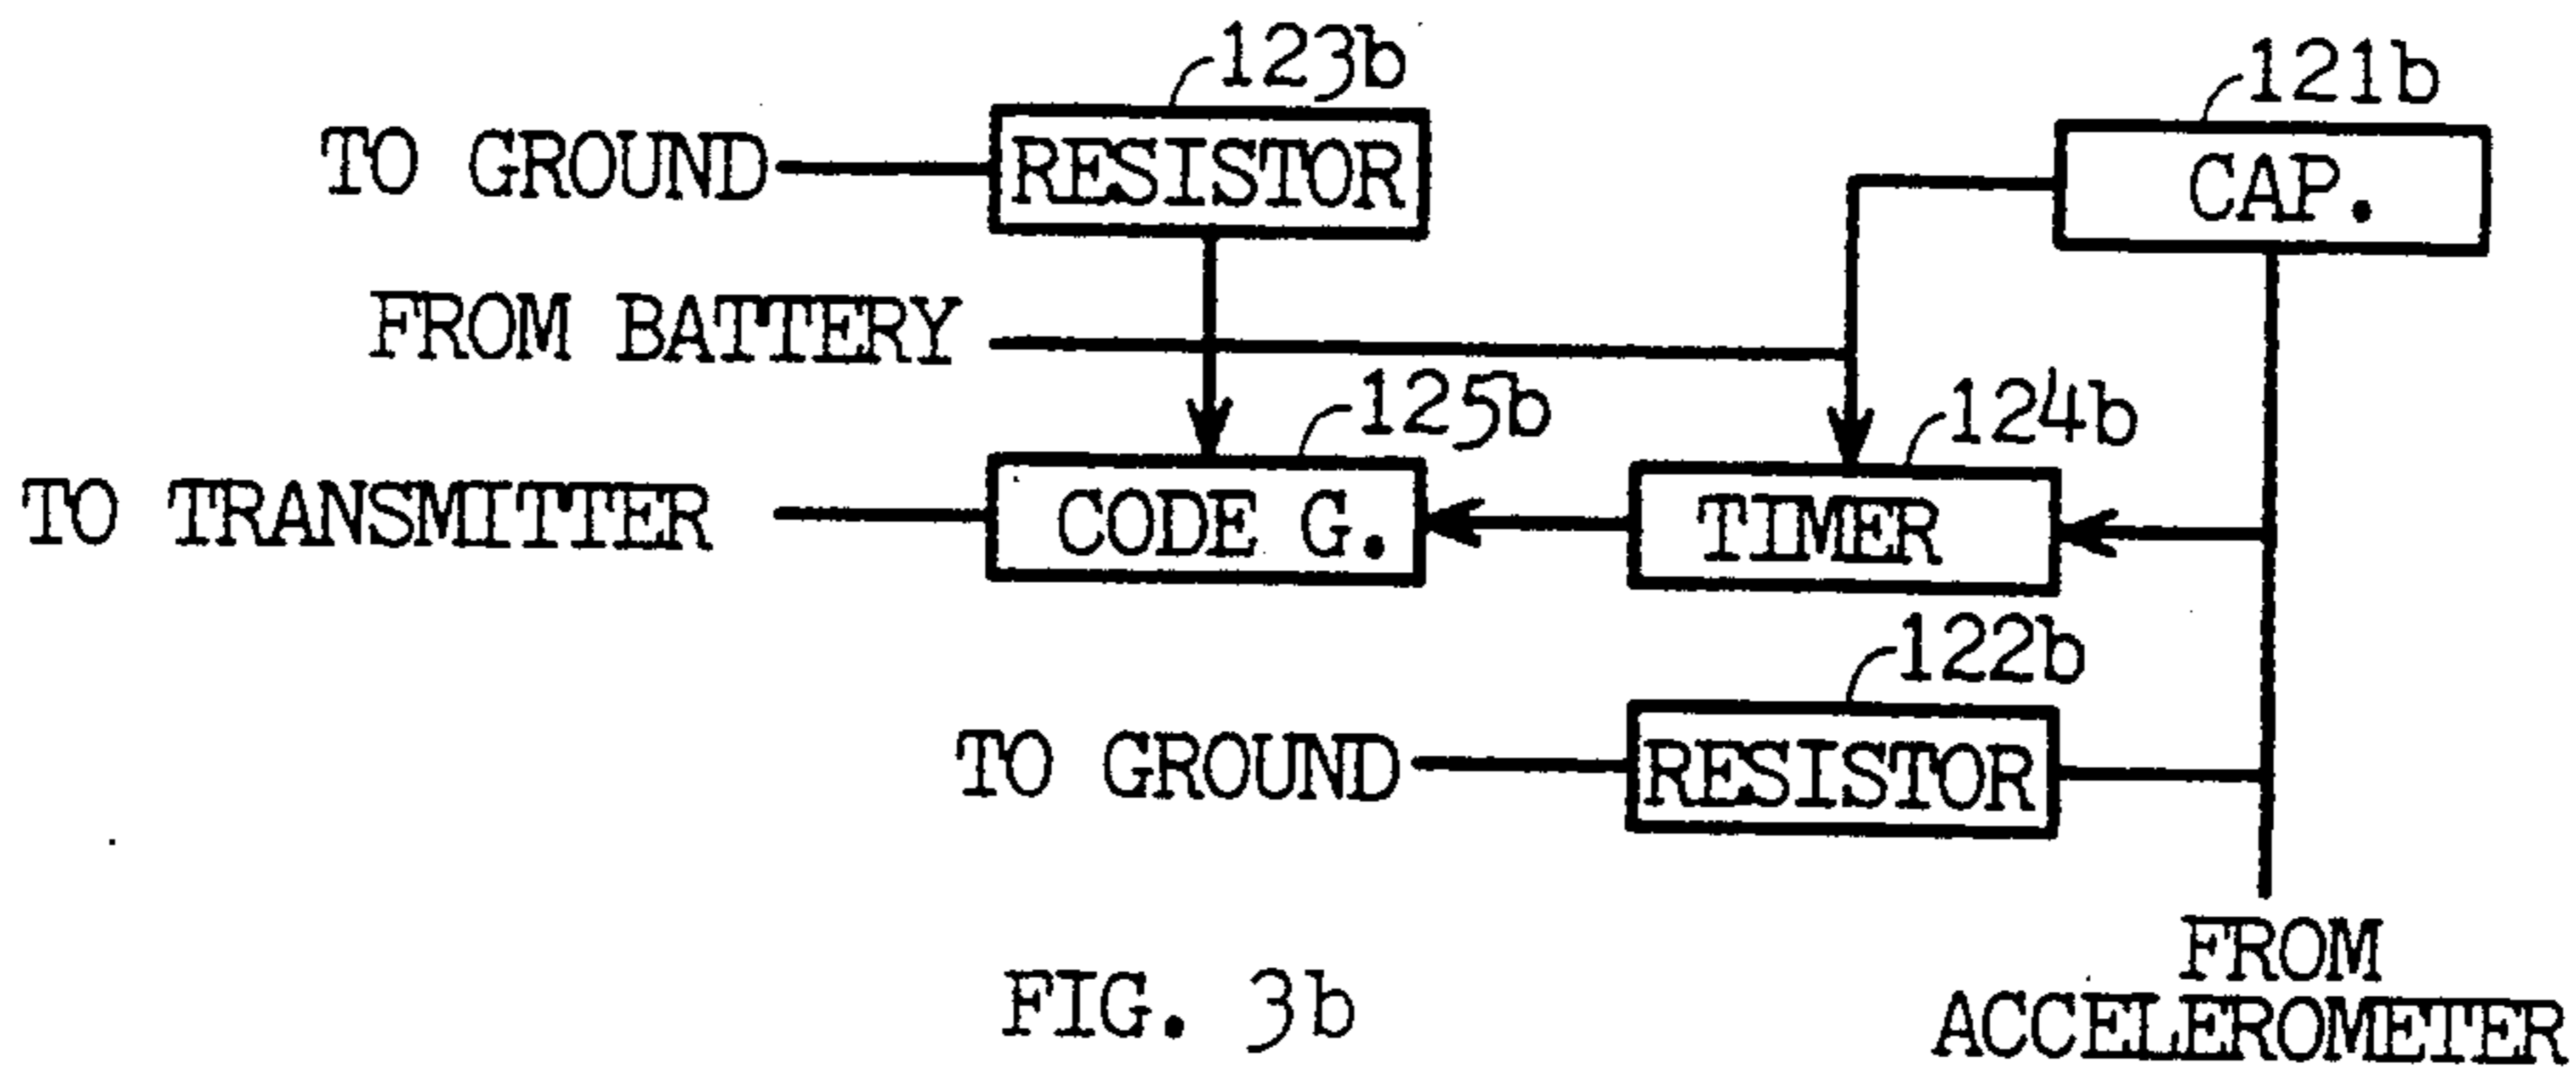 123b
121b
TO GROUND
RESISTOR
CAP.
FROM BATTERY
125b
124b
TO TRANSMITTER
CODE G.
TIMER
122b
TO GROUND
RESISTOR
FROM
ACCELEROMETER
FIG. 3b